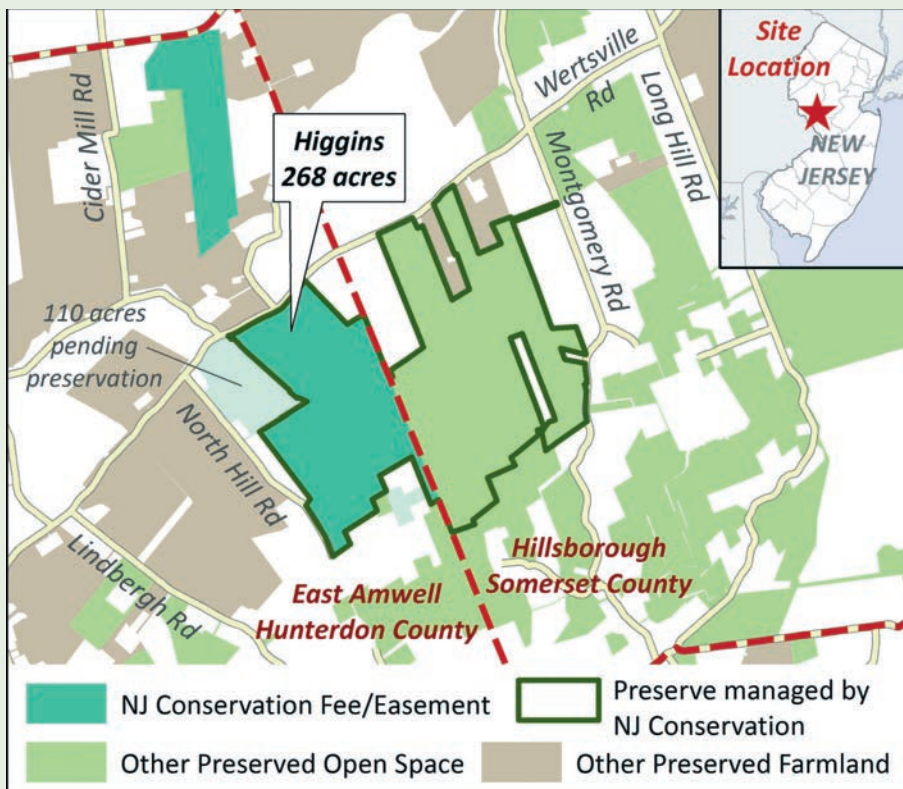 Site
Location
NEW
JERSEY
Wertsville
Rd
Long Hill Rd
Montgomery Rd
Cider Mill Rd
Higgins
268 acres
110 acres
pending
preservation
North Hill Rd
Lindbergh Rd
East Amwell
Hunterdon County
Hillsborough
Somerset County
NJ Conservation Fee/Easement
Preserve managed by
NJ Conservation
Other Preserved Open Space
Other Preserved Farmland